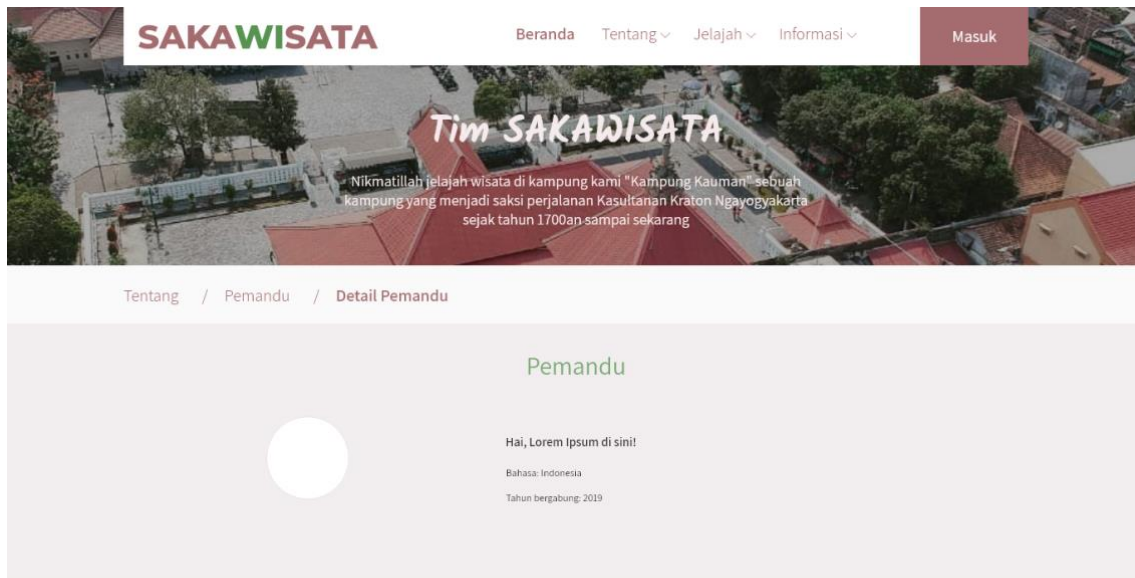 SAKAWISATA
Beranda Tentang Jelajah Informasi Masuk
Tim SAKAWISATA
Nikmatillah jelajah wisata di kampung kami "Kampung Kauman" sebuah
kampung yang menjadi saksi perjalanan Kasultanan Kraton Ngayogyakarta
sejak tahun 1700an sampai sekarang
Tentang / Pemandu / Detail Pemandu
Pemandu
Hai, Lorem Ipsum di sini!
Bahasa: Indonesia
Tahun bergabung: 2019